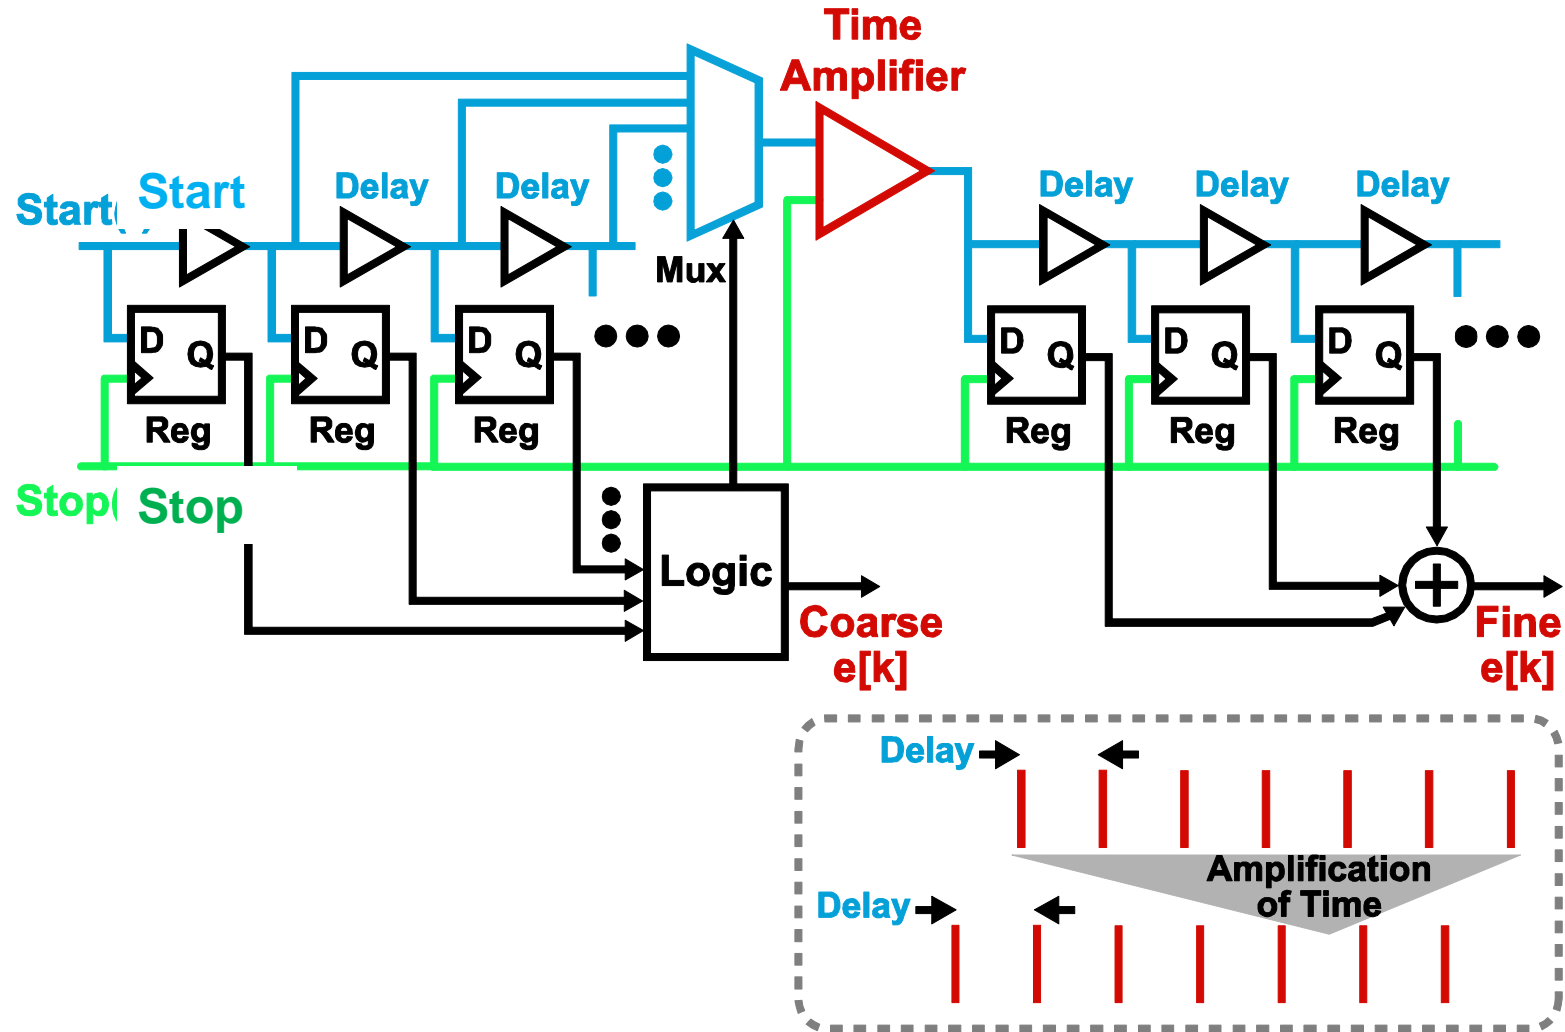 Time
Amplifier
Start(
Start
Delay
Delay
Delay
Delay
Delay
Mux
D
Q
D
Q
D
Q
D
Q
D
Q
D
Q
Reg
Reg
Reg
Reg
Reg
Reg
Stop(
Stop
Logic
+
Coarse
e[k]
Fine
e[k]
Delay
Amplification
of Time
Delay